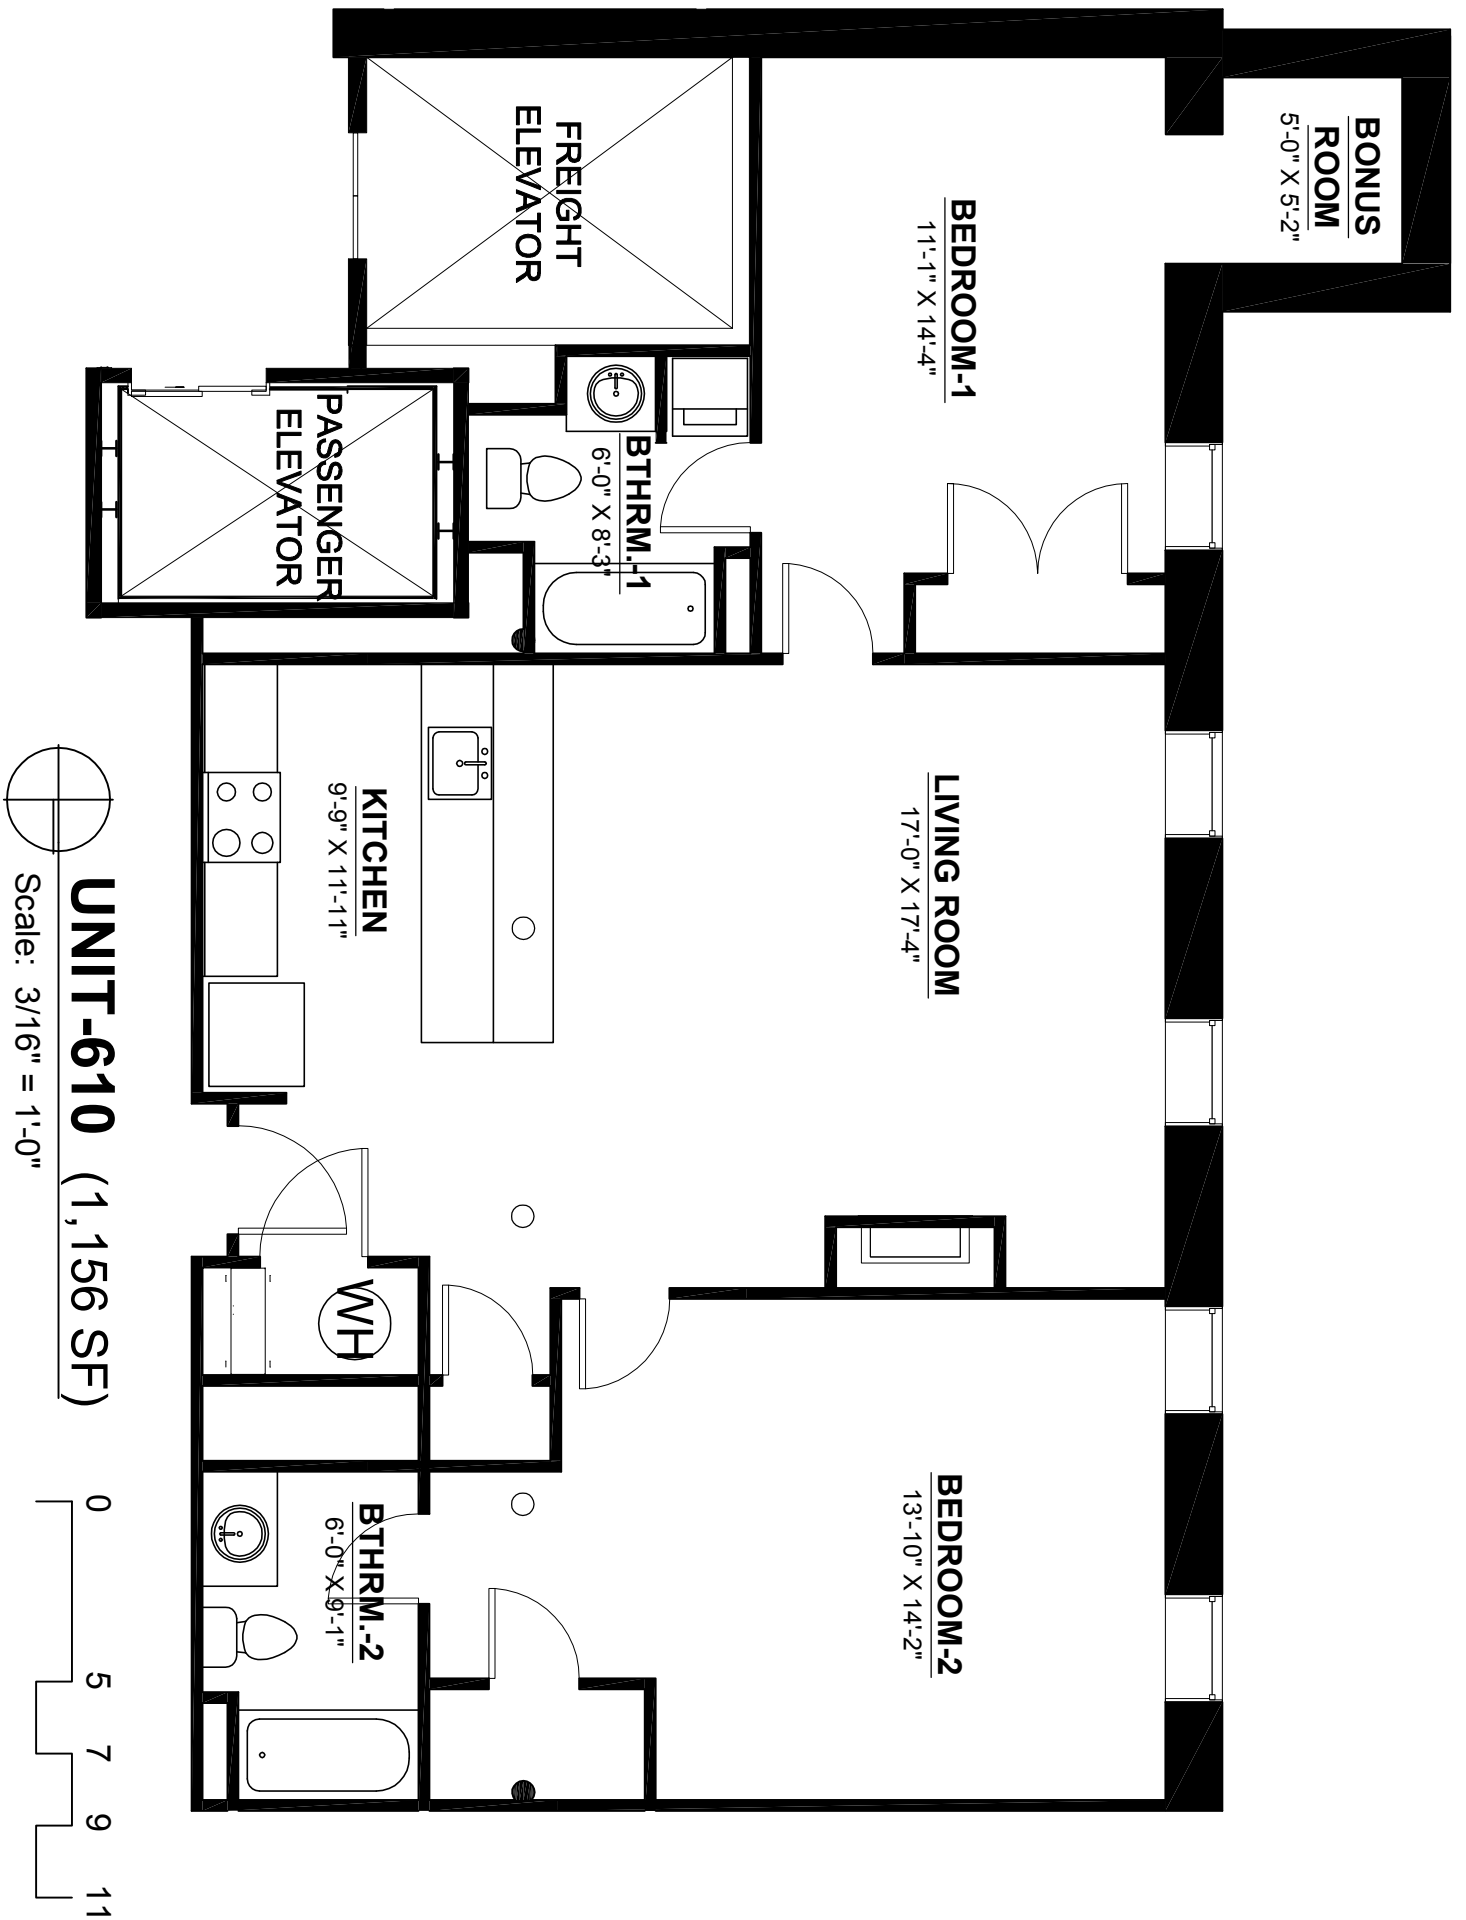 BONUS
ROOM
5'-0" X 5'-2"
BEDROOM-1
11'-1" X 14'-4"
FREIGHT
ELEVATOR
BTHRM.-1
6'-0" X 8'-3"
PASSENGER
ELEVATOR
LIVING ROOM
17'-0" X 17'-4"
KITCHEN
9'-9" X 11'-11"
BEDROOM-2
13'-10" X 14'-2"
WH
BTHRM.-2
6'-0" X 9'-1"
UNIT-610 (1,156 SF)
Scale: 3/16" = 1'-0"
0 5 7 9 11